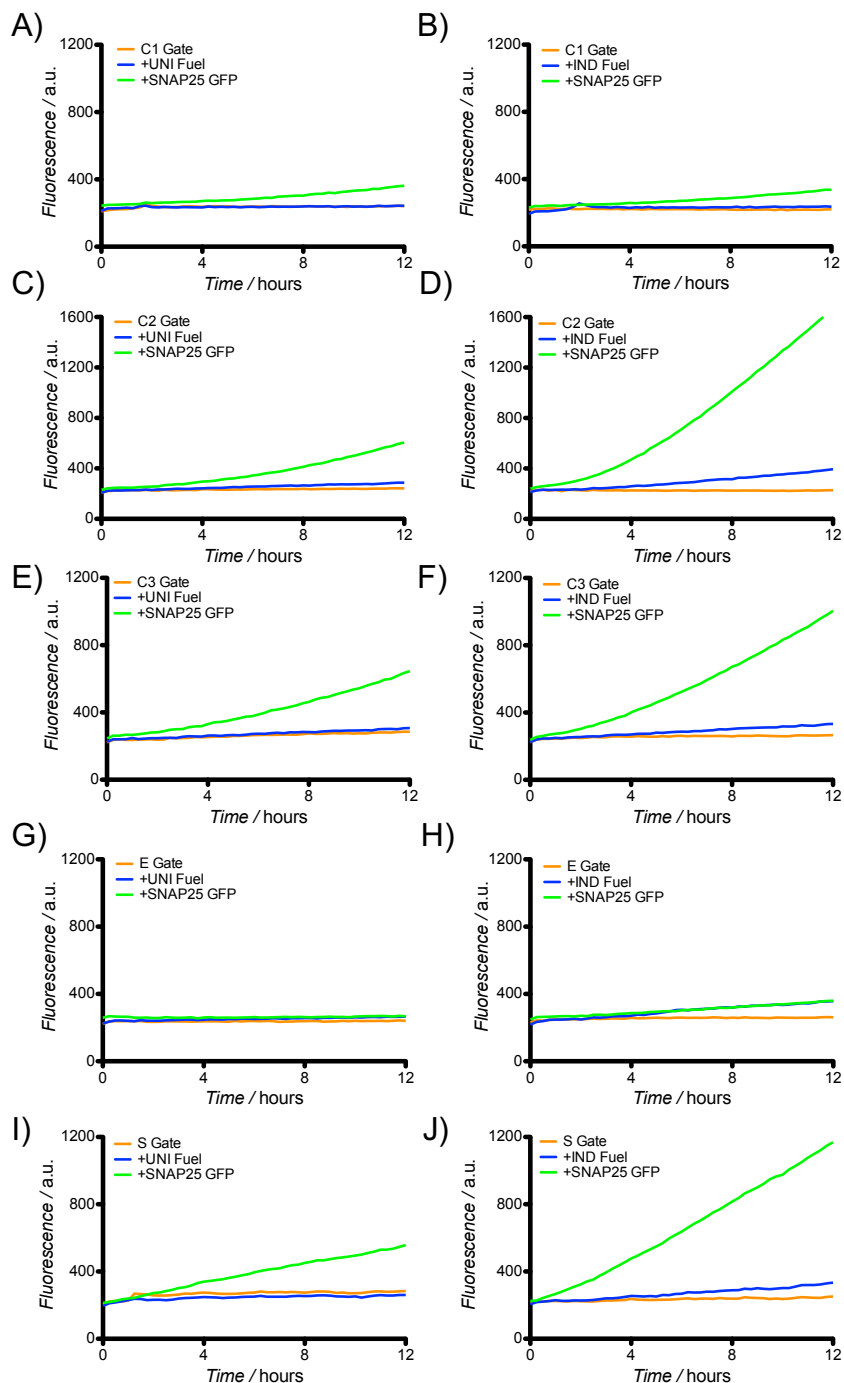 A)
1200
800
400
0
Fluorescence / a.u.
C1 Gate
+UNI Fuel
+SNAP25 GFP
0
4
8
12
Time / hours
B)
1200
800
400
0
Fluorescence / a.u.
C1 Gate
+IND Fuel
+SNAP25 GFP
0
4
8
12
Time / hours
C)
1600
1200
800
400
0
Fluorescence / a.u.
C2 Gate
+UNI Fuel
+SNAP25 GFP
0
4
8
12
Time / hours
D)
1600
1200
800
400
0
Fluorescence / a.u.
C2 Gate
+IND Fuel
+SNAP25 GFP
0
4
8
12
Time / hours
E)
1200
800
400
0
Fluorescence / a.u.
C3 Gate
+UNI Fuel
+SNAP25 GFP
0
4
8
12
Time / hours
F)
1200
800
400
0
Fluorescence / a.u.
C3 Gate
+IND Fuel
+SNAP25 GFP
0
4
8
12
Time / hours
G)
1200
800
400
0
Fluorescence / a.u.
E Gate
+UNI Fuel
+SNAP25 GFP
0
4
8
12
Time / hours
H)
1200
800
400
0
Fluorescence / a.u.
E Gate
+IND Fuel
+SNAP25 GFP
0
4
8
12
Time / hours
I)
1200
800
400
0
Fluorescence / a.u.
S Gate
+UNI Fuel
+SNAP25 GFP
0
4
8
12
Time / hours
J)
1200
800
400
0
Fluorescence / a.u.
S Gate
+IND Fuel
+SNAP25 GFP
0
4
8
12
Time / hours